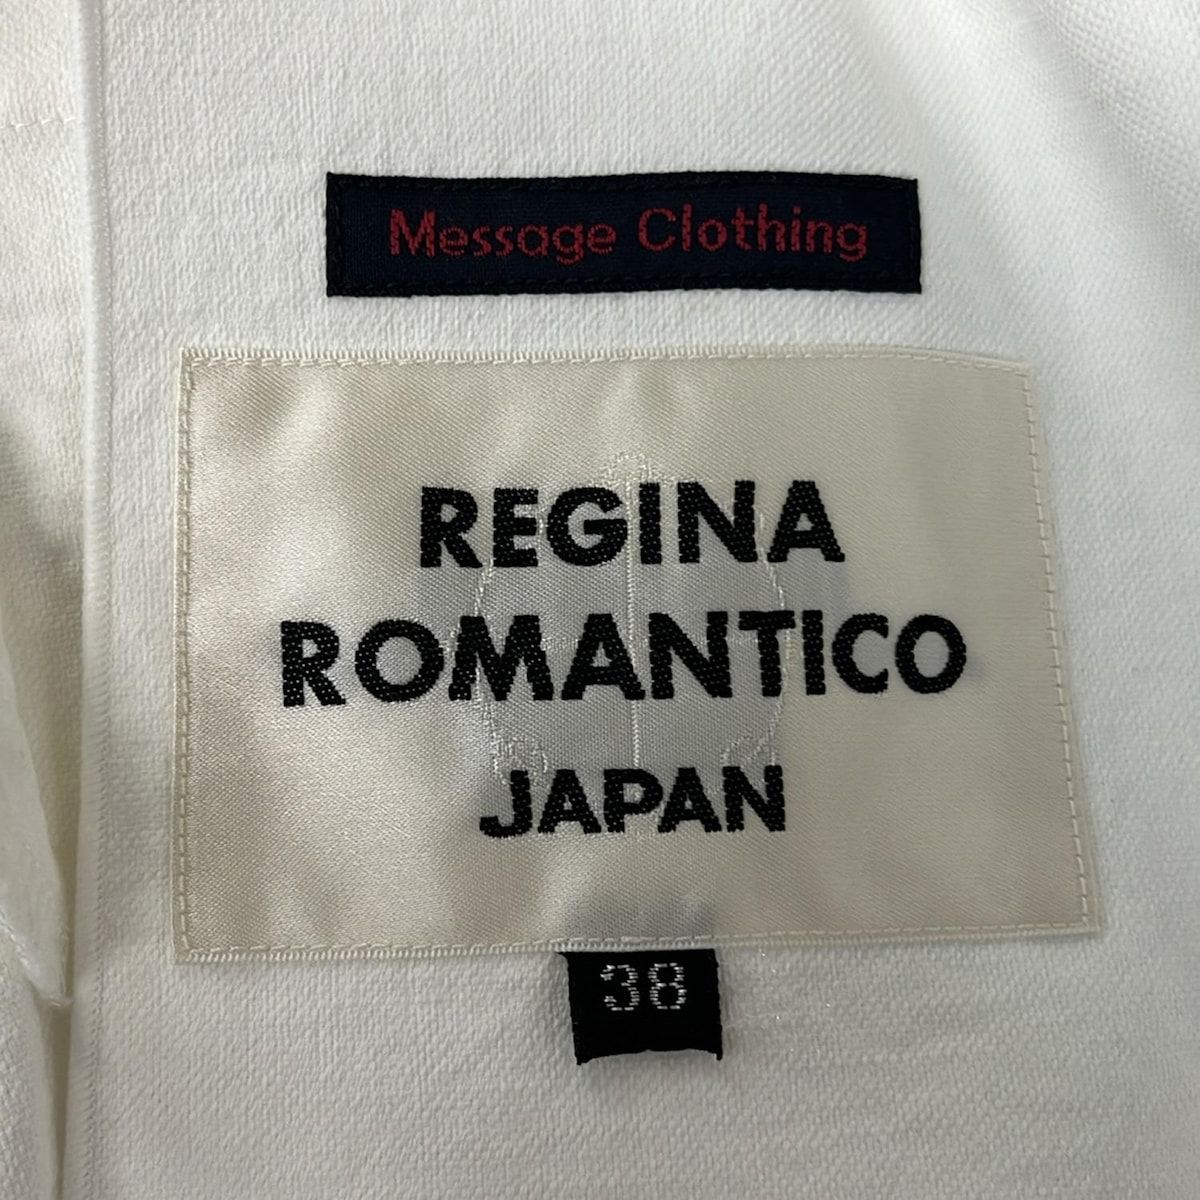 Message Clothing
REGINA
ROMANTICO
JAPAN
38